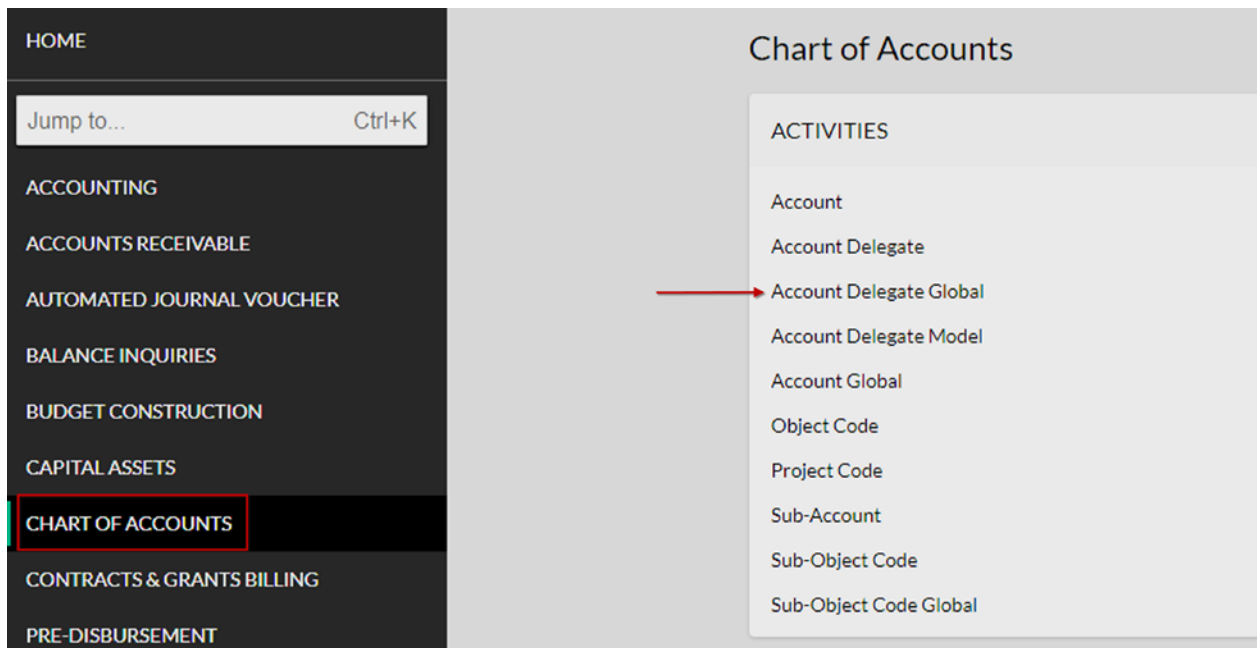 HOME
Jump to... Ctrl+K
ACCOUNTING
ACCOUNTS RECEIVABLE
AUTOMATED JOURNAL VOUCHER
BALANCE INQUIRIES
BUDGET CONSTRUCTION
CAPITAL ASSETS
CHART OF ACCOUNTS
CONTRACTS & GRANTS BILLING
PRE-DISBURSEMENT
Chart of Accounts
ACTIVITIES
Account
Account Delegate
Account Delegate Global
Account Delegate Model
Account Global
Object Code
Project Code
Sub-Account
Sub-Object Code
Sub-Object Code Global